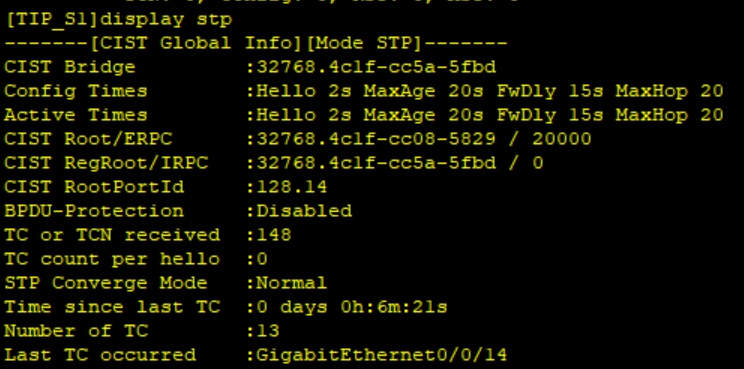 [TIP_S1]display stp
-------[CIST Global Info][Mode STP]-------
CIST Bridge         :32768.4c1f-cc5a-5fbd
Config Times        :Hello 2s MaxAge 20s FwDly 15s MaxHop 20
Active Times        :Hello 2s MaxAge 20s FwDly 15s MaxHop 20
CIST Root/ERPC      :32768.4c1f-cc08-5829 / 20000
CIST RegRoot/IRPC   :32768.4c1f-cc5a-5fbd / 0
CIST RootPortId     :128.14
BPDU-Protection     :Disabled
TC or TCN received  :148
TC count per hello  :0
STP Converge Mode   :Normal
Time since last TC  :0 days 0h:6m:21s
Number of TC        :13
Last TC occurred    :GigabitEthernet0/0/14